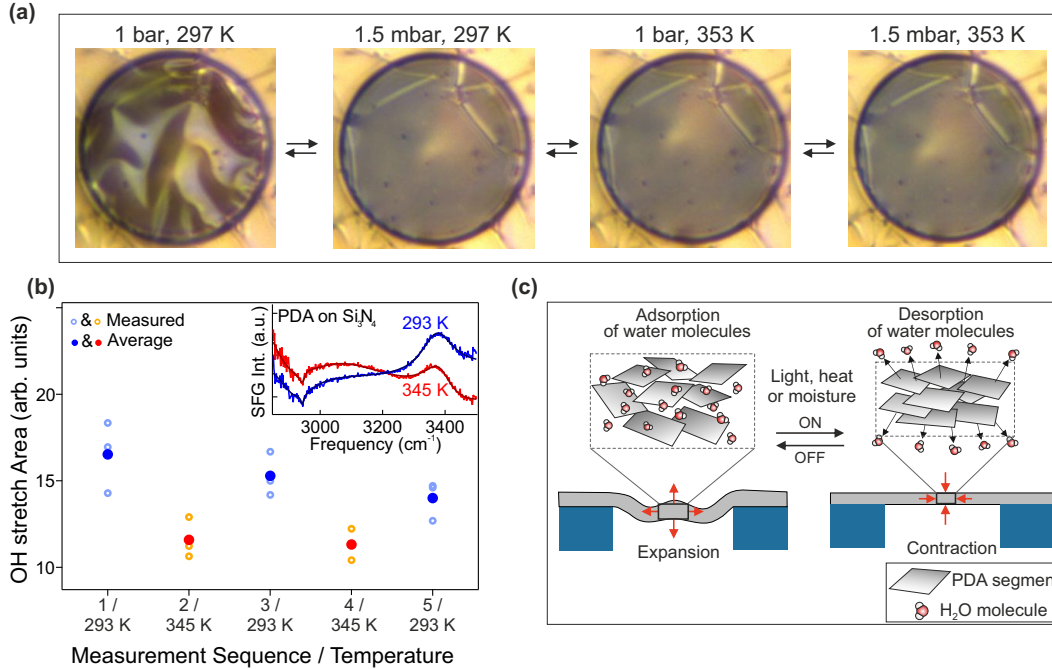 (a)
1 bar, 297 K
1.5 mbar, 297 K
1 bar, 353 K
1.5 mbar, 353 K
(b)
OH stretch Area (arb. units)
20
15
10
& Measured
& Average
PDA on Si₃N₄
293 K
345 K
SFG Int. (a.u.)
3000
3200
3400
Frequency (cm⁻¹)
1 /
293 K
2 /
345 K
3 /
293 K
4 /
345 K
5 /
293 K
Measurement Sequence / Temperature
(c)
Adsorption
of water molecules
Desorption
of water molecules
Light, heat
or moisture
ON
OFF
Expansion
Contraction
PDA segment
H₂O molecule